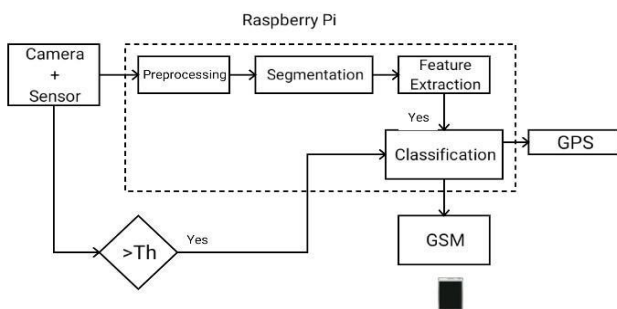 Raspberry Pi
Camera
+
Sensor
Preprocessing
Segmentation
Feature
Extraction
Yes
Classification
GPS
>Th
Yes
GSM